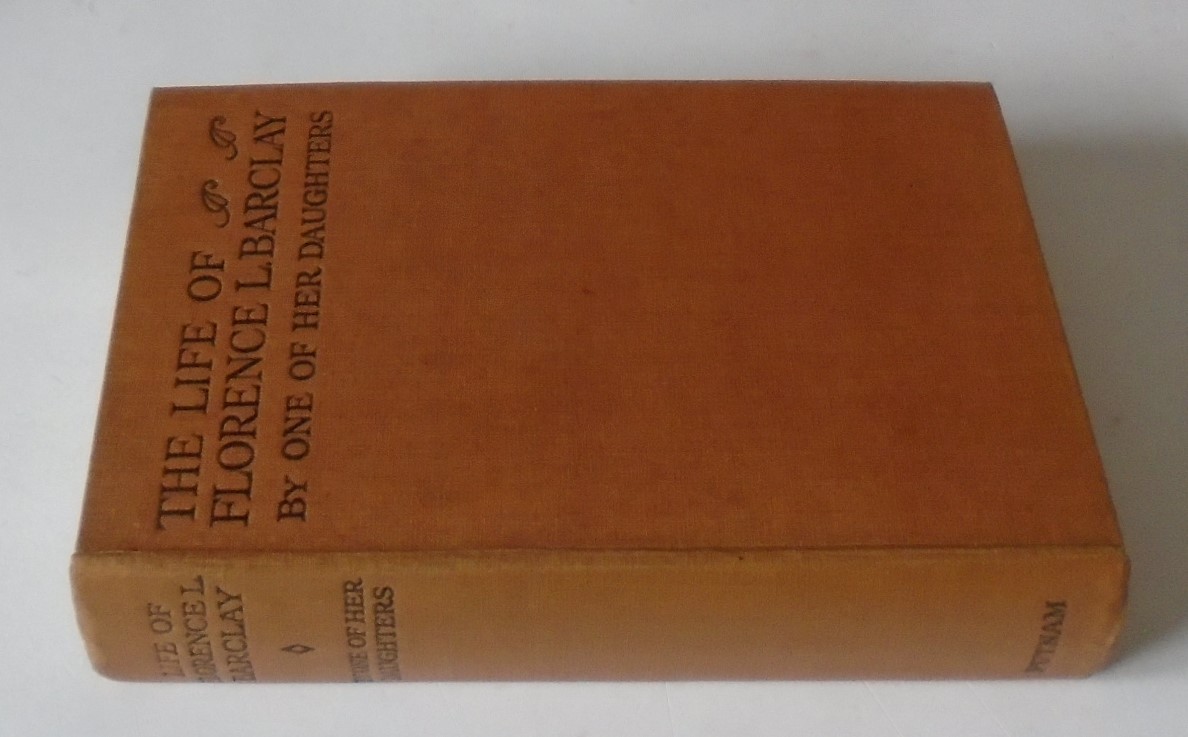 THE LIFE OF
FLORENCE L. BARCLAY
BY ONE OF HER DAUGHTERS
LIFE OF
FLORENCE L.
BARCLAY
BY ONE OF HER
DAUGHTERS
PUTNAM